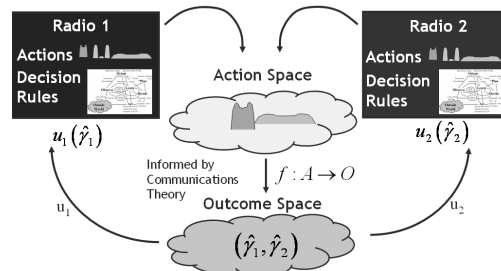 Radio 1
Actions
Decision
Rules
u₁(γ̂₁)
Radio 2
Actions
Decision
Rules
u₂(γ̂₂)
Action Space
Informed by
Communications
Theory
f : A → O
Outcome Space
(γ̂₁, γ̂₂)
u₁
u₂